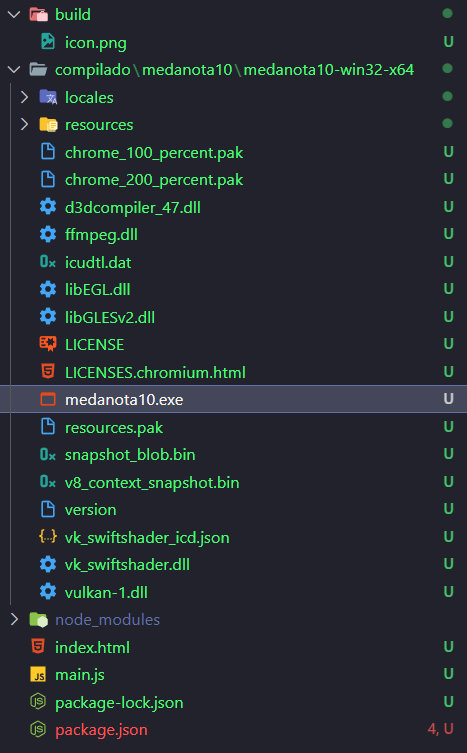 build
icon.png U
compilado\medanota10\medanota10-win32-x64
locales
resources
chrome_100_percent.pak U
chrome_200_percent.pak U
d3dcompiler_47.dll U
ffmpeg.dll U
icudtl.dat U
libEGL.dll U
libGLESv2.dll U
LICENSE U
LICENSES.chromium.html U
medanota10.exe U
resources.pak U
snapshot_blob.bin U
v8_context_snapshot.bin U
version U
vk_swiftshader_icd.json U
vk_swiftshader.dll U
vulkan-1.dll U
node_modules
index.html U
main.js U
package-lock.json U
package.json 4, U